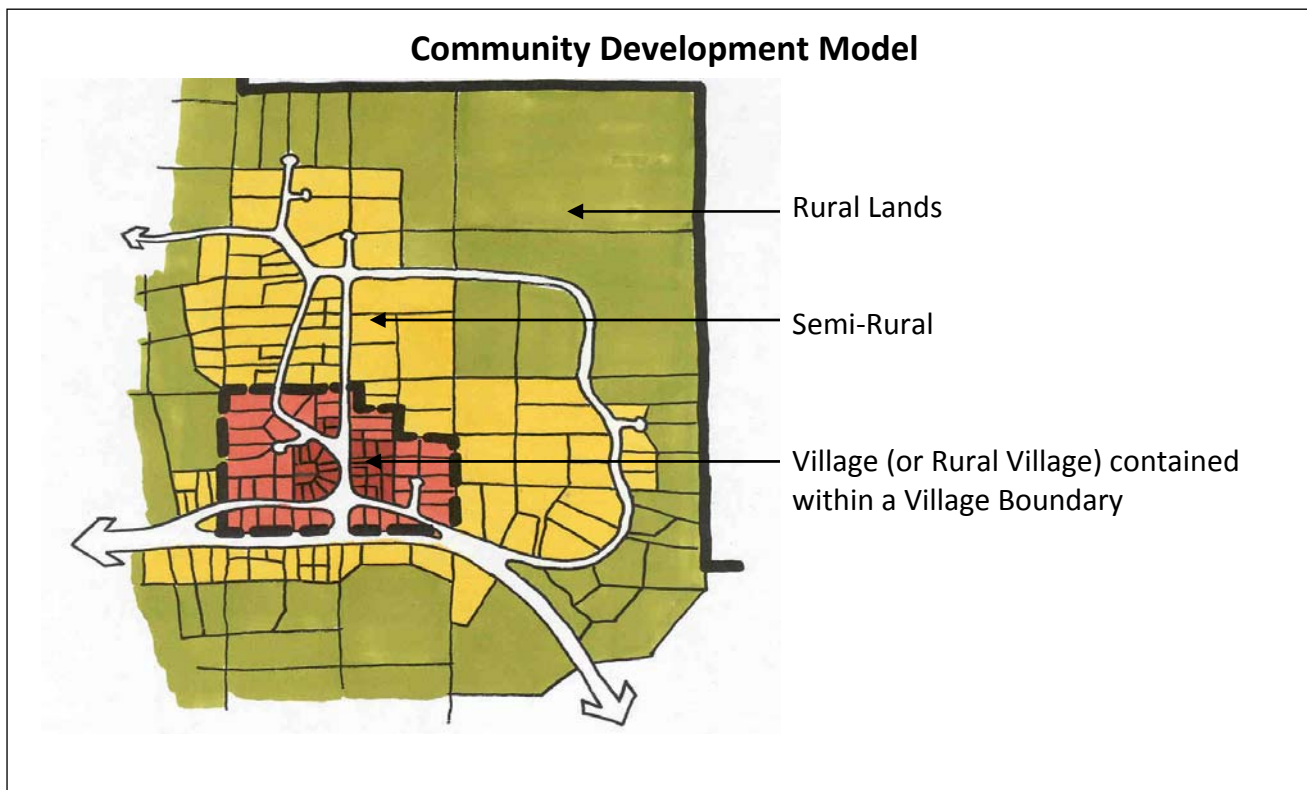 Community Development Model
Rural Lands
Semi-Rural
Village (or Rural Village) contained
within a Village Boundary